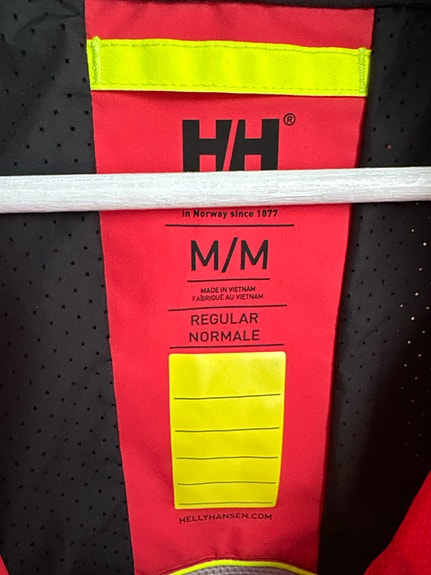 HH®
in Norway since 1877
M/M
MADE IN VIETNAM
FABRIQUÉ AU VIETNAM
REGULAR
NORMALE
HELLYHANSEN.COM